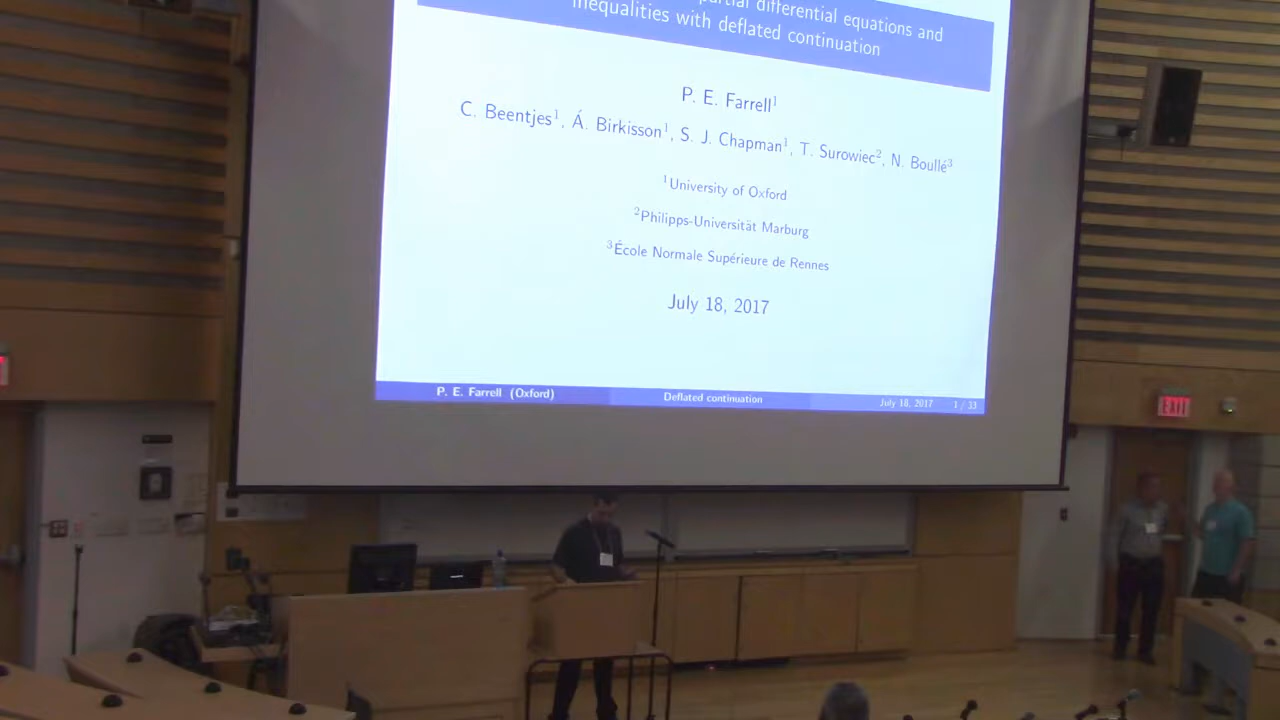 partial differential equations and
inequalities with deflated continuation
P. E. Farrell¹
C. Beentjes¹, Á. Birkisson¹, S. J. Chapman¹, T. Surowiec², N. Boullé³
¹University of Oxford
²Philipps-Universität Marburg
³École Normale Supérieure de Rennes
July 18, 2017
P. E. Farrell (Oxford) Deflated continuation July 18, 2017 1 / 33
EXIT